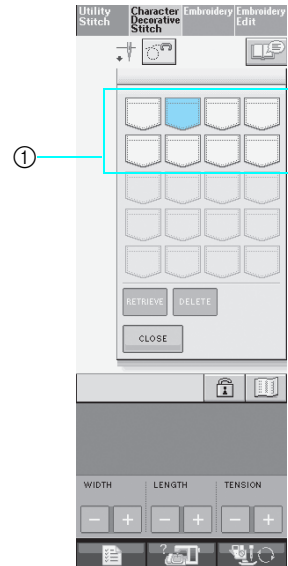 Utility Stitch
Character Decorative Stitch
Embroidery
Embroidery Edit
①
RETRIEVE DELETE
CLOSE
WIDTH LENGTH TENSION
− + − + − +
?